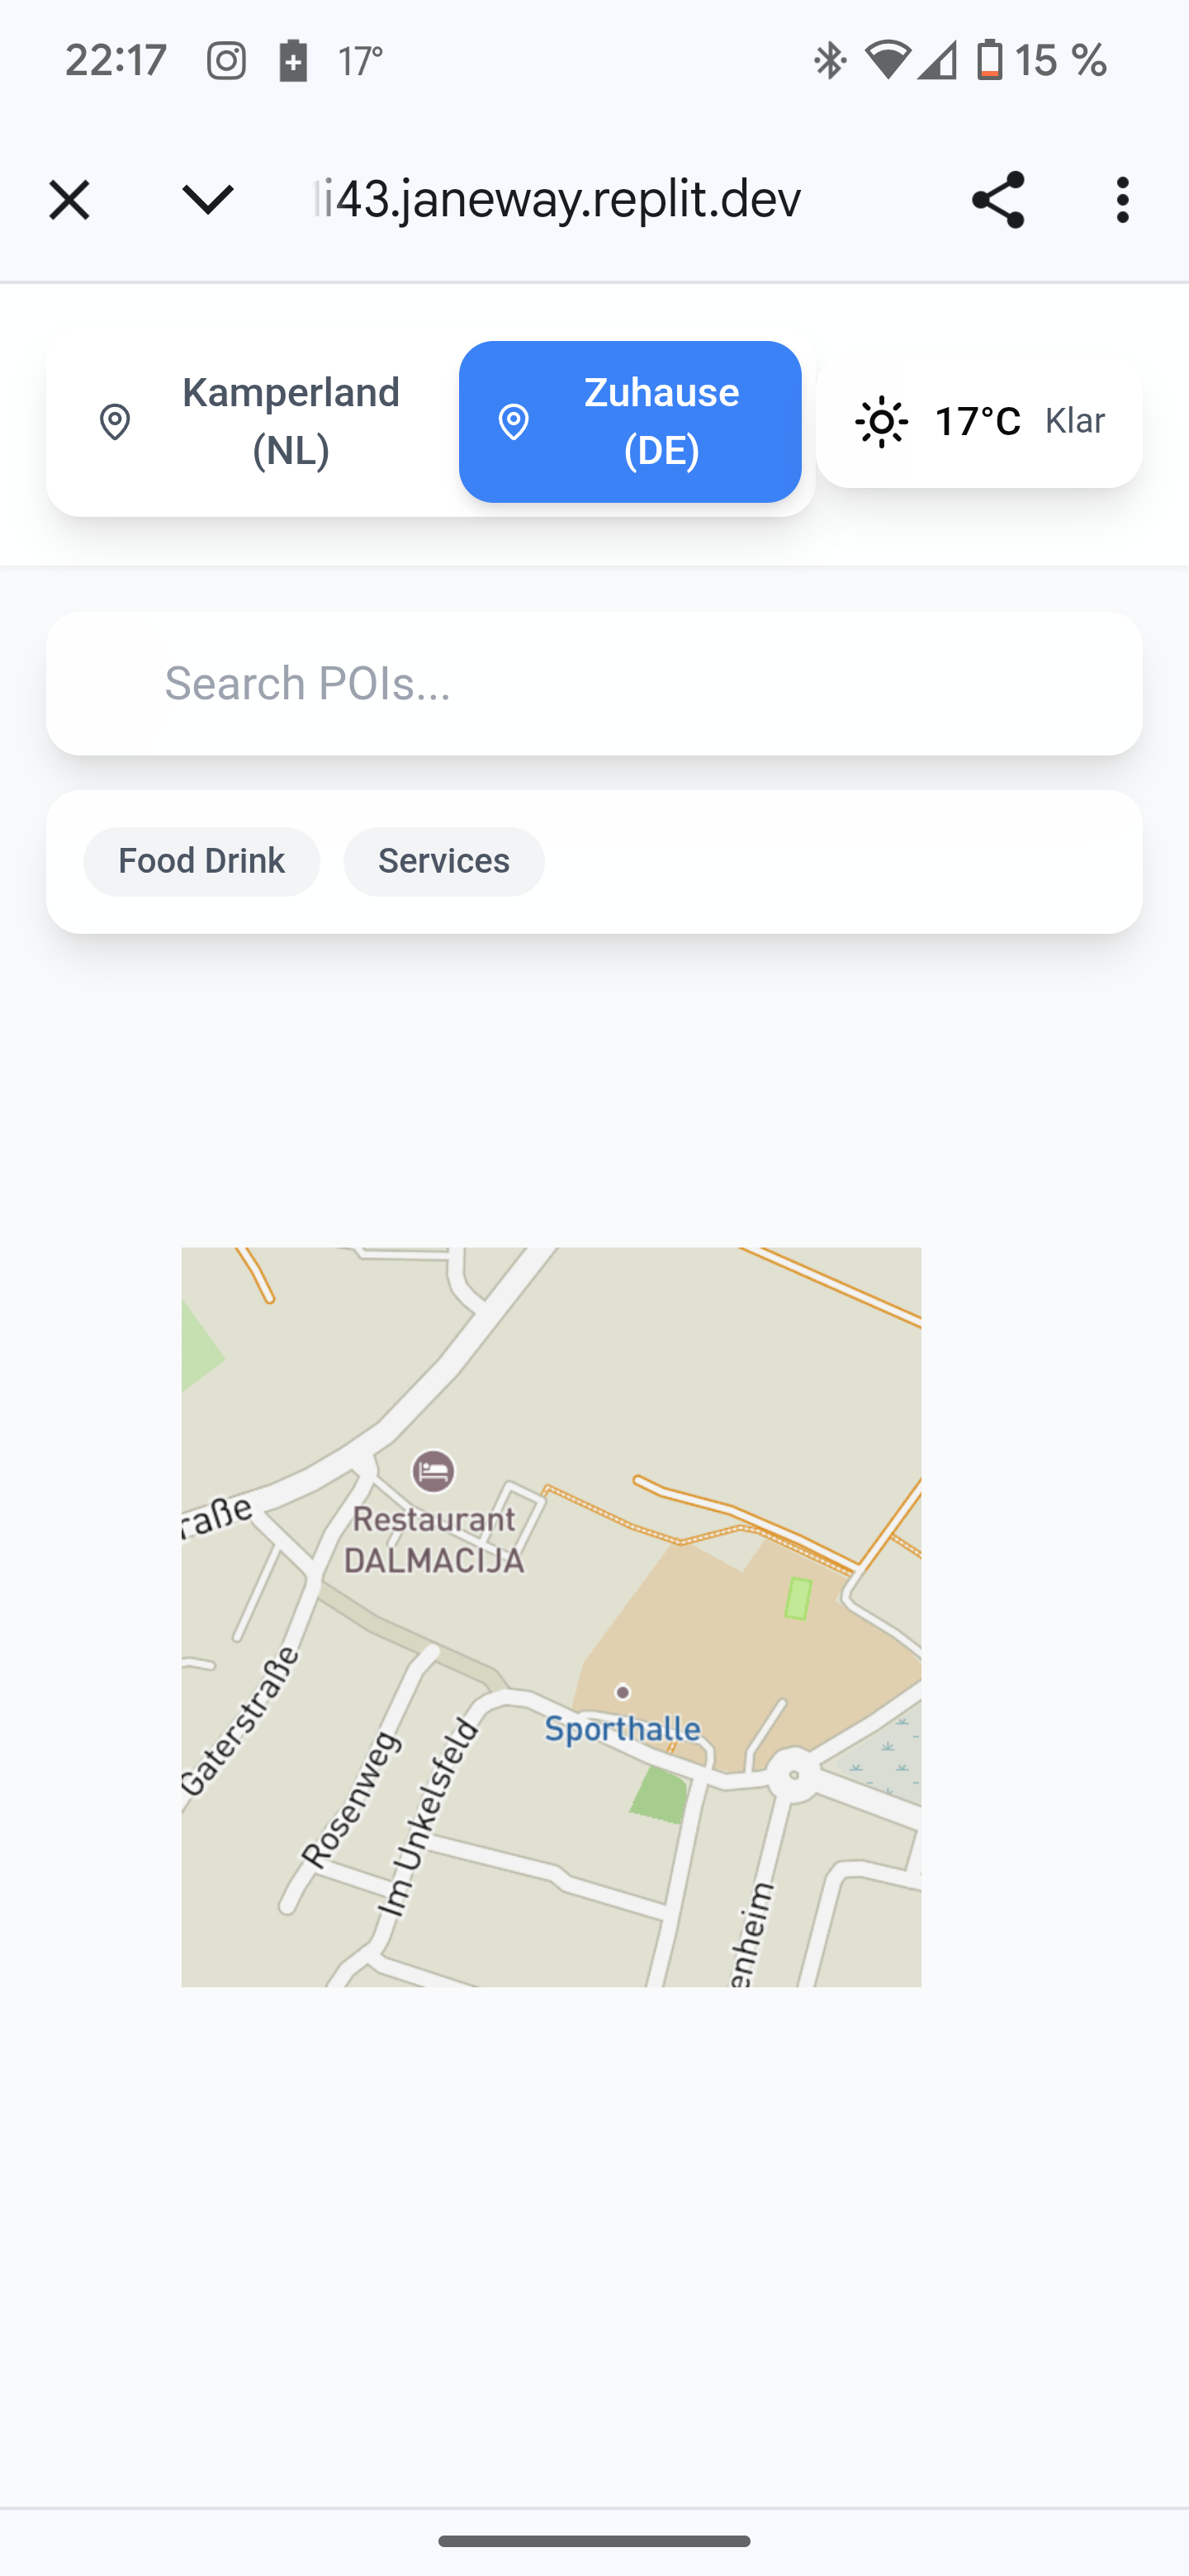 22:17 17° 15 %
li43.janeway.replit.dev
Kamperland
(NL)
Zuhause
(DE)
17°C Klar
Search POIs...
Food Drink Services
raße
Restaurant
DALMACIJA
Gaterstraße
Sporthalle
Rosenweg
Im Unkelsfeld
enheim